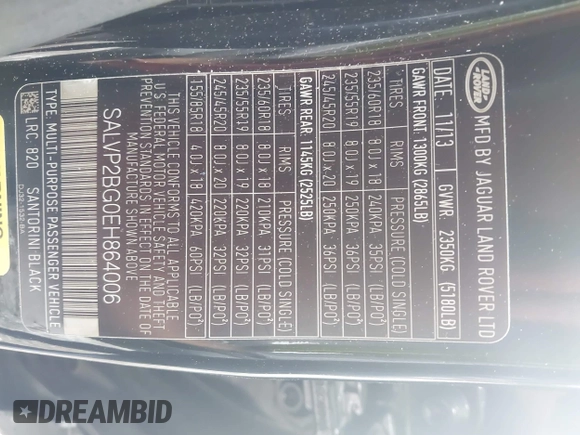 LAND-
ROVER
MFD BY JAGUAR LAND ROVER LTD
DATE: 11/13 GVWR: 2350KG (5180LB)
GAWR FRONT: 1300KG (2865LB)
TIRES RIMS PRESSURE (COLD SINGLE)
235/60R18 8.0J x 18 240KPA 35PSI (LB/PO²)
235/55R19 8.0J x 19 250KPA 36PSI (LB/PO²)
245/45R20 8.0J x 20 250KPA 36PSI (LB/PO²)
GAWR REAR: 1145KG (2525LB)
TIRES RIMS PRESSURE (COLD SINGLE)
235/60R18 8.0J x 18 210KPA 31PSI (LB/PO²)
235/55R19 8.0J x 19 220KPA 32PSI (LB/PO²)
245/45R20 8.0J x 20 220KPA 32PSI (LB/PO²)
155/85R18 4.0J x 18 420KPA 60PSI (LB/PO²)
THIS VEHICLE CONFORMS TO ALL APPLICABLE
U S FEDERAL MOTOR VEHICLE SAFETY AND THEFT
PREVENTION STANDARDS IN EFFECT ON THE DATE OF
MANUFACTURE SHOWN ABOVE
SALVP2BG0EH864006
TYPE: MULTI-PURPOSE PASSENGER VEHICLE
LRC: 820 SANTORINI BLACK
DREAMBID